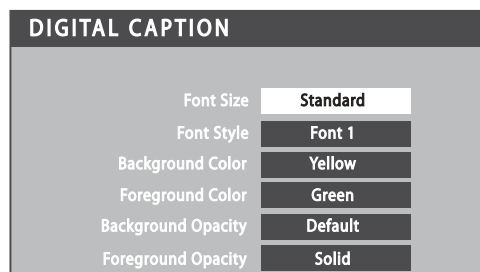 DIGITAL CAPTION
Font Size Standard
Font Style Font 1
Background Color Yellow
Foreground Color Green
Background Opacity Default
Foreground Opacity Solid